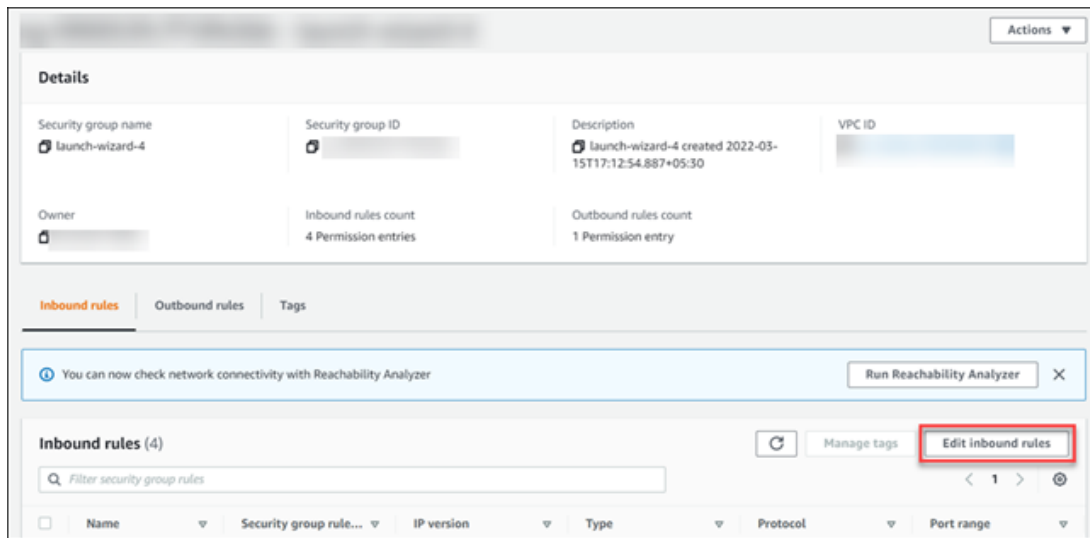 Actions
Details
Security group name
Security group ID
Description
VPC ID
launch-wizard-4
launch-wizard-4 created 2022-03-
15T17:12:54.887+05:30
Owner
Inbound rules count
Outbound rules count
4 Permission entries
1 Permission entry
Inbound rules
Outbound rules
Tags
You can now check network connectivity with Reachability Analyzer
Run Reachability Analyzer
Inbound rules (4)
Manage tags
Edit inbound rules
Filter security group rules
1
Name
Security group rule...
IP version
Type
Protocol
Port range